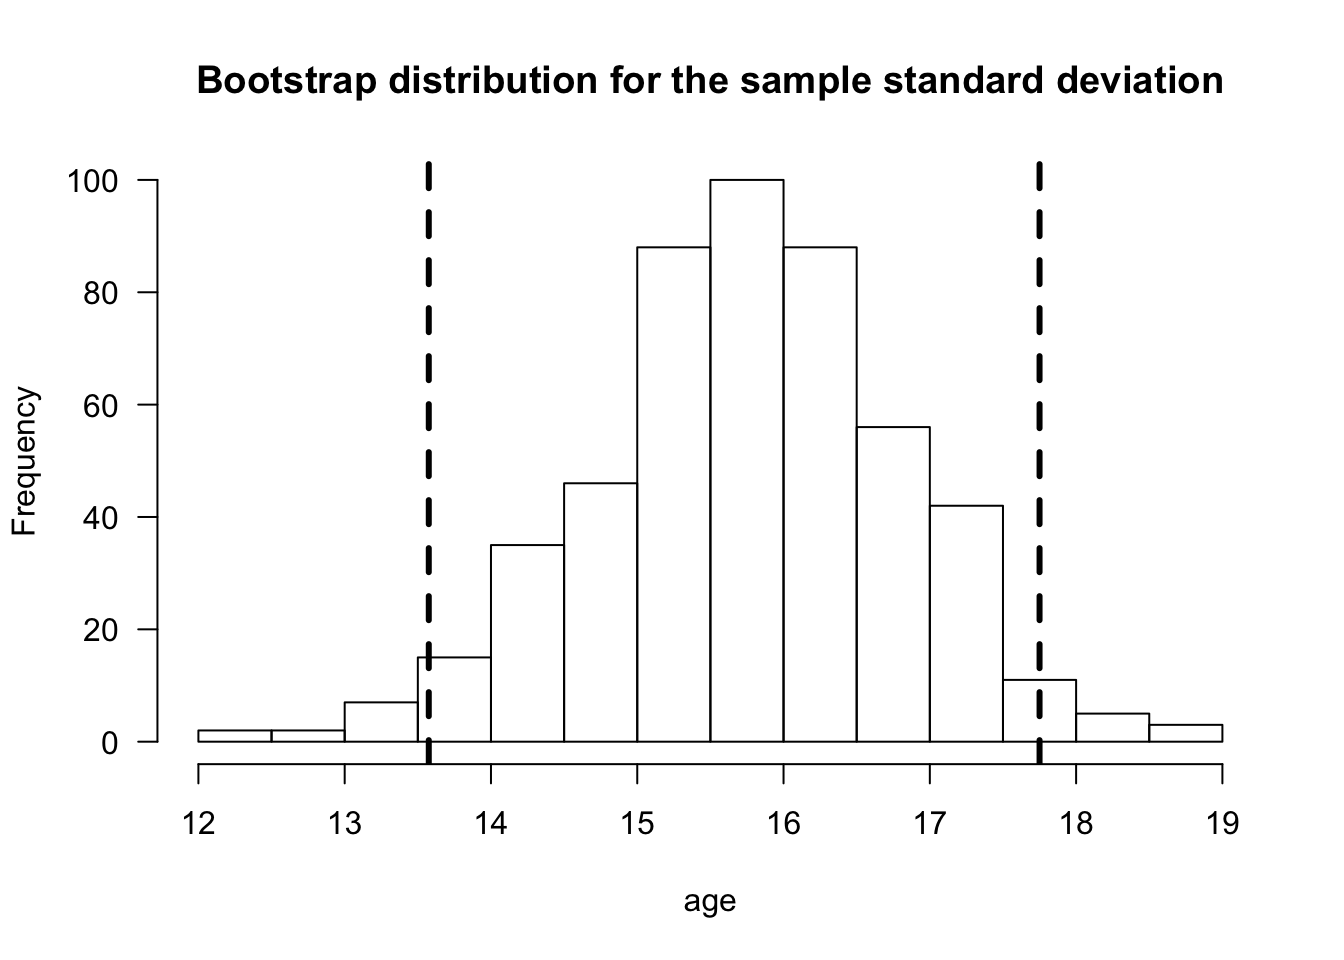 Bootstrap distribution for the sample standard deviation
100
80
60
40
20
0
Frequency
12 13 14 15 16 17 18 19
age